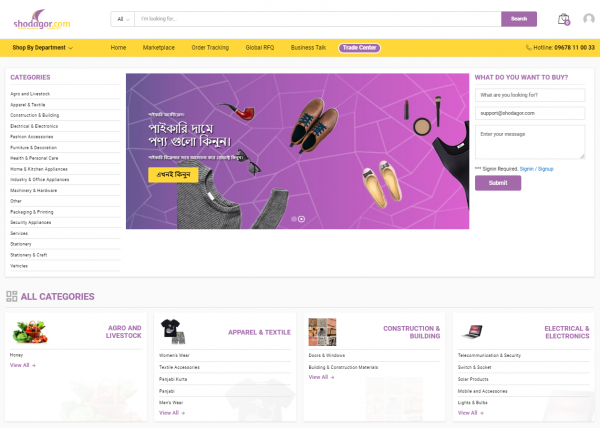 shodagor.com
All
I'm looking for...
Search
0
Shop By Department
Home
Marketplace
Order Tracking
Global RFQ
Business Talk
Trade Center
Hotline: 09678 11 00 33
CATEGORIES
Agro and Livestock
Apparel & Textile
Construction & Building
Electrical & Electronics
Fashion Accessories
Furniture & Decoration
Health & Personal Care
Home & Kitchen Appliances
Industry & Office Appliances
Machinery & Hardware
Other
Packaging & Printing
Security Appliances
Services
Stationery
Stationery & Craft
Vehicles
পাইকারি দামে
পণ্য গুলো কিনুন।
এখনই কিনুন
WHAT DO YOU WANT TO BUY?
What are you looking for?
support@shodagor.com
Enter your message
*** Signin Required. Signin / Signup
Submit
ALL CATEGORIES
AGRO AND
LIVESTOCK
Honey
View All →
APPAREL & TEXTILE
Women's Wear
Textile Accessories
Panjabi Kurta
Panjabi
Men's Wear
View All →
CONSTRUCTION &
BUILDING
Doors & Windows
Building & Construction Materials
View All →
ELECTRICAL &
ELECTRONICS
Telecommunication & Security
Switch & Socket
Solar Products
Mobile and Accessories
Lights & Bulbs
View All →